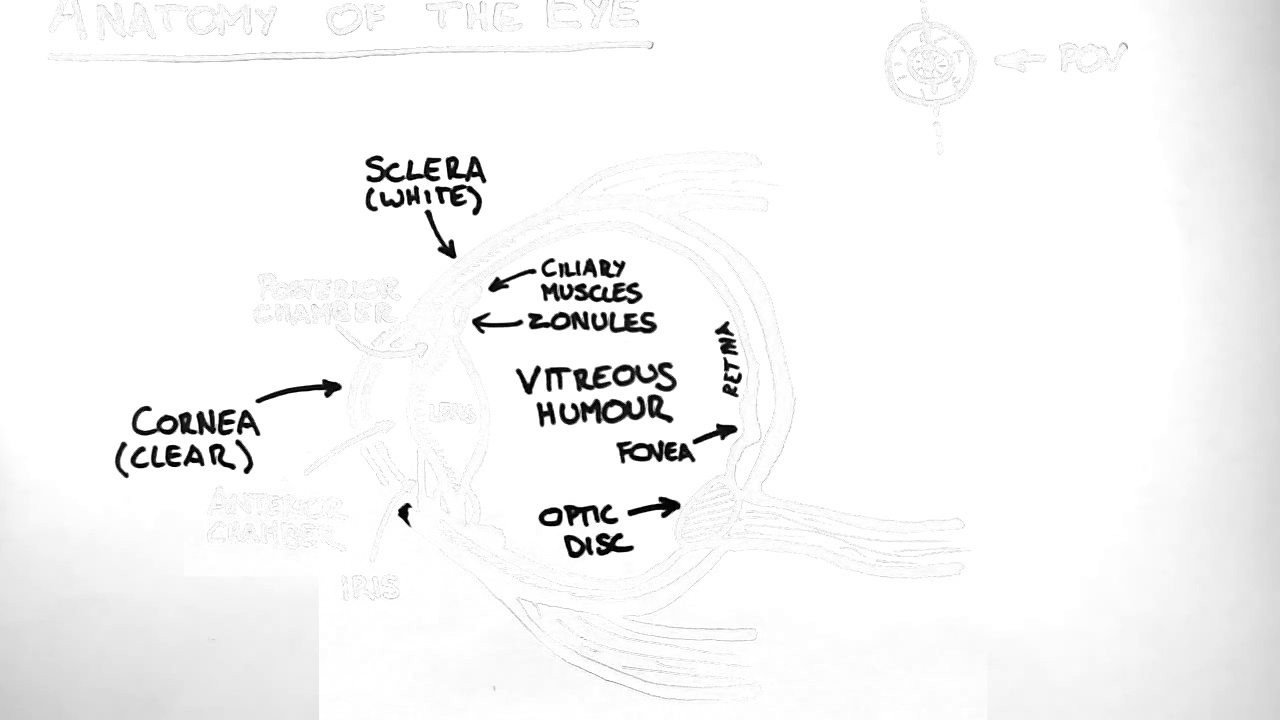 ANATOMY OF THE EYE
POV
SCLERA
(WHITE)
CILIARY
MUSCLES
ZONULES
POSTERIOR
CHAMBER
RETINA
VITREOUS
HUMOUR
LENS
CORNEA
(CLEAR)
FOVEA
ANTERIOR
CHAMBER
OPTIC
DISC
IRIS